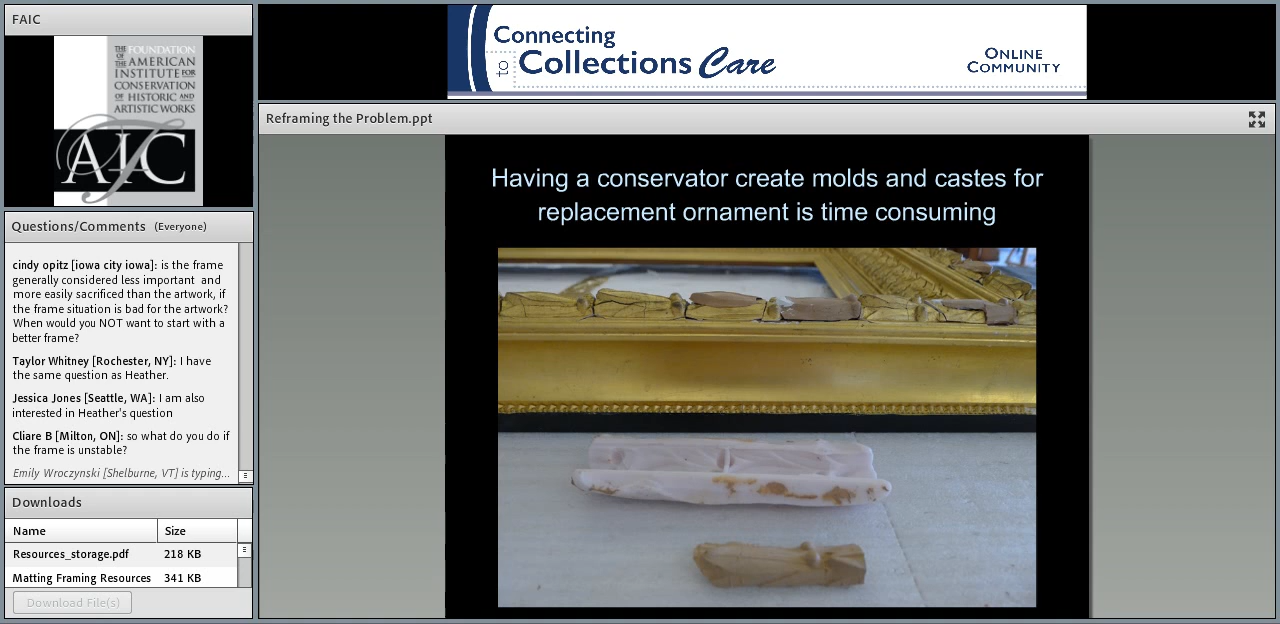 FAIC
THE FOUNDATION
OF THE AMERICAN
INSTITUTE FOR
CONSERVATION
OF HISTORIC AND
ARTISTIC WORKS
AIC
Connecting
to Collections Care
ONLINE
COMMUNITY
Questions/Comments (Everyone)
cindy opitz [iowa city iowa]: is the frame
generally considered less important and
more easily sacrificed than the artwork, if
the frame situation is bad for the artwork?
When would you NOT want to start with a
better frame?
Taylor Whitney [Rochester, NY]: I have
the same question as Heather.
Jessica Jones [Seattle, WA]: I am also
interested in Heather's question
Cliare B [Milton, ON]: so what do you do if
the frame is unstable?
Emily Wroczynski [Shelburne, VT] is typing...
Downloads
Name Size
Resources_storage.pdf 218 KB
Matting Framing Resources 341 KB
Download File(s)
Reframing the Problem.ppt
Having a conservator create molds and castes for
replacement ornament is time consuming